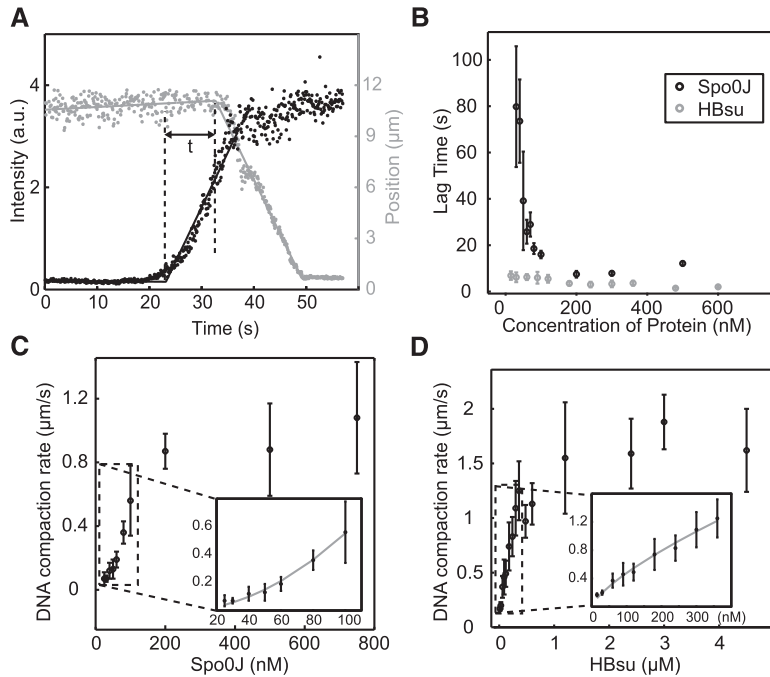 A
Intensity (a.u.)
4
2
0
12
9
6
3
0
Position (μm)
t
0 10 20 30 40 50
Time (s)
B
Lag Time (s)
100
80
60
40
20
0
Spo0J
HBsu
0 200 400 600
Concentration of Protein (nM)
C
DNA compaction rate (μm/s)
1.2
0.8
0.4
0
0.6
0.4
0.2
20 40 60 80 100
0 200 400 600 800
Spo0J (nM)
D
DNA compaction rate (μm/s)
2
1.5
1
0.5
0
1.2
0.8
0.4
0 100 200 300 (nM)
0 1 2 3 4
HBsu (μM)